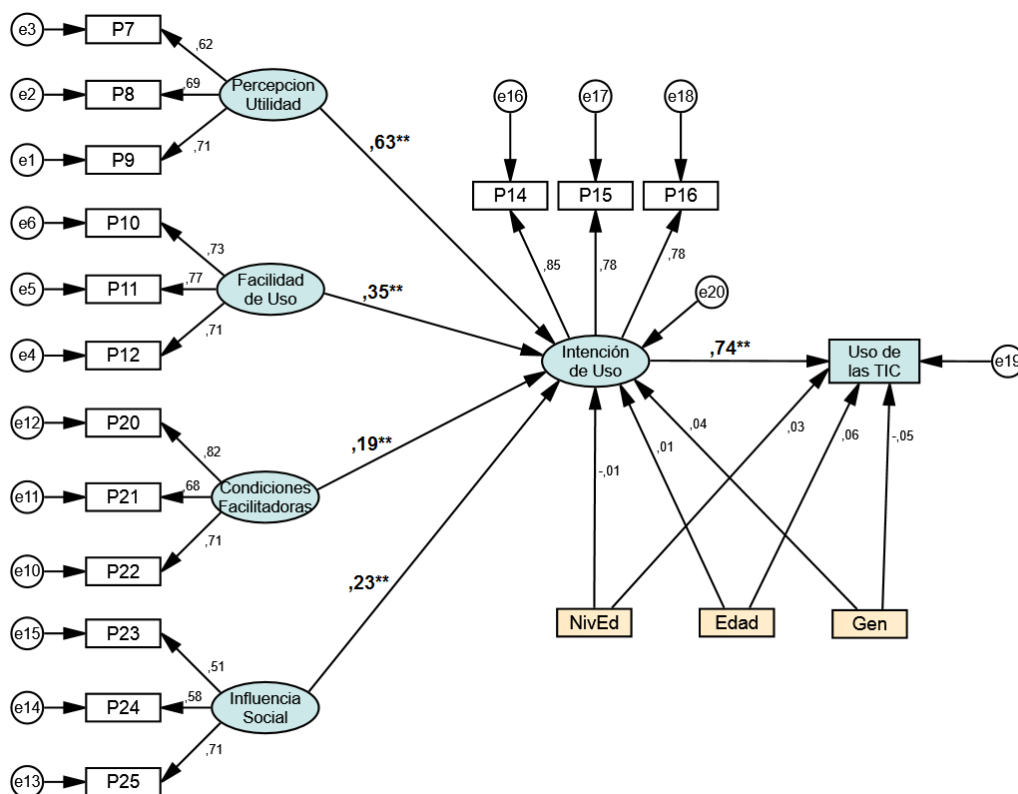 e3
P7
,62
e2
P8
,69
Percepcion
Utilidad
e1
P9
,71
,63**
e16
e17
e18
P14
P15
P16
,85
,78
,78
e6
P10
,73
e5
P11
,77
Facilidad
de Uso
e4
P12
,71
,35**
e20
Intención
de Uso
,74**
Uso de
las TIC
e19
e12
P20
,82
e11
P21
,68
Condiciones
Facilitadoras
e10
P22
,71
,19**
-,01
,01
,04
,03
,06
-,05
NivEd
Edad
Gen
e15
P23
,51
e14
P24
,58
Influencia
Social
e13
P25
,71
,23**